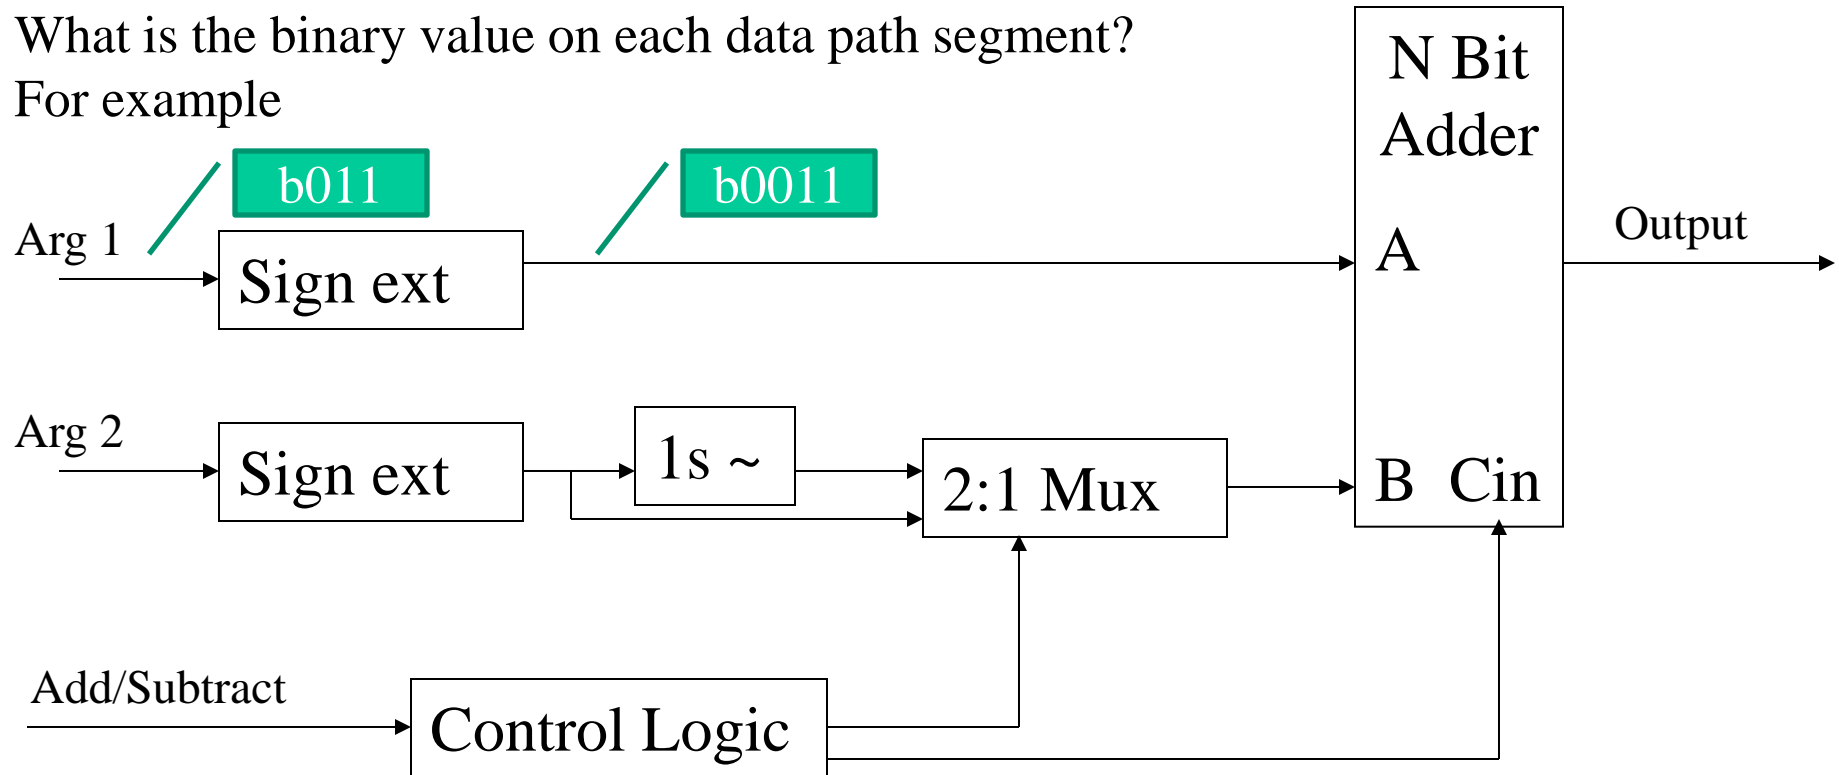 What is the binary value on each data path segment?
For example
N Bit
Adder
b011
b0011
Arg 1
Sign ext
A
Output
Arg 2
Sign ext
1s ~
2:1 Mux
B Cin
Add/Subtract
Control Logic